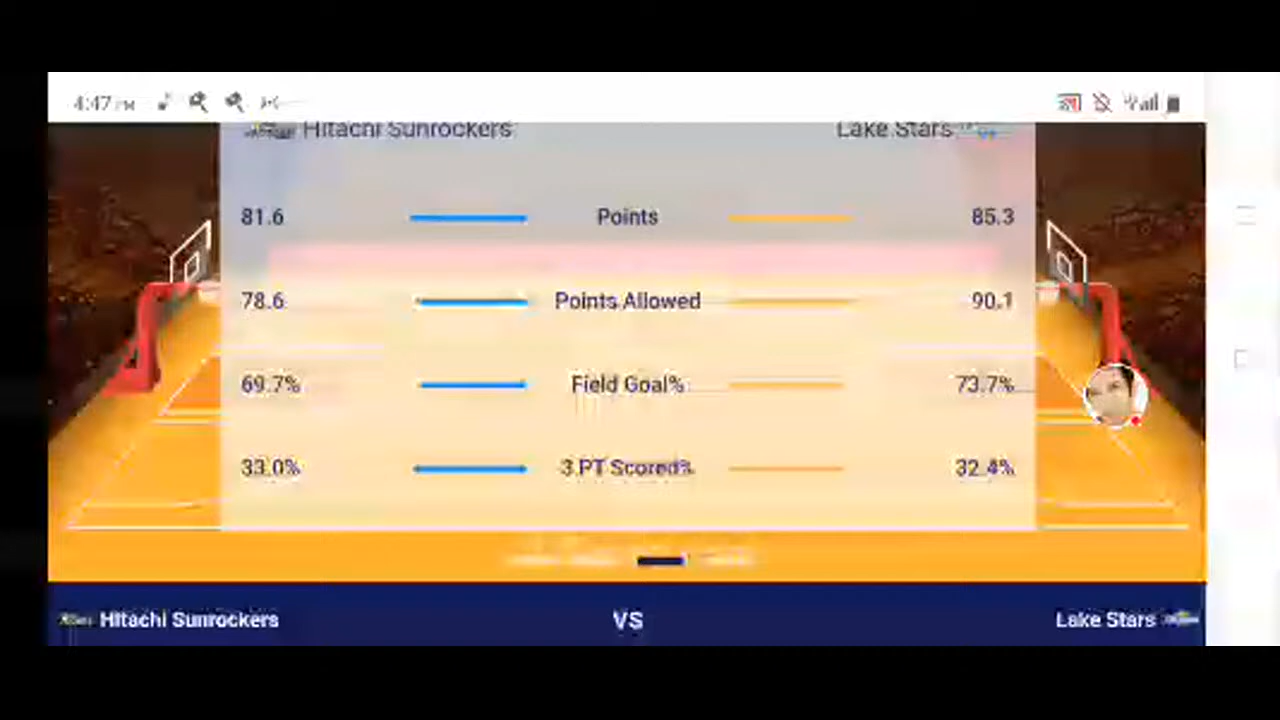 4:47 PM
Hitachi Sunrockers Lake Stars
81.6 Points 85.3
78.6 Points Allowed 90.1
69.7% Field Goal% 73.7%
33.0% 3 PT Scored% 32.4%
Hitachi Sunrockers VS Lake Stars